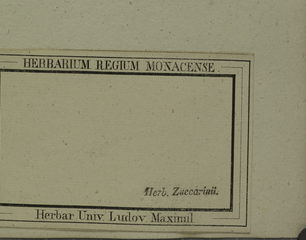 HERBARIUM REGIUM MONACENSE.
Herb. Zuccarinii.
Herbar Univ. Ludov Maximil